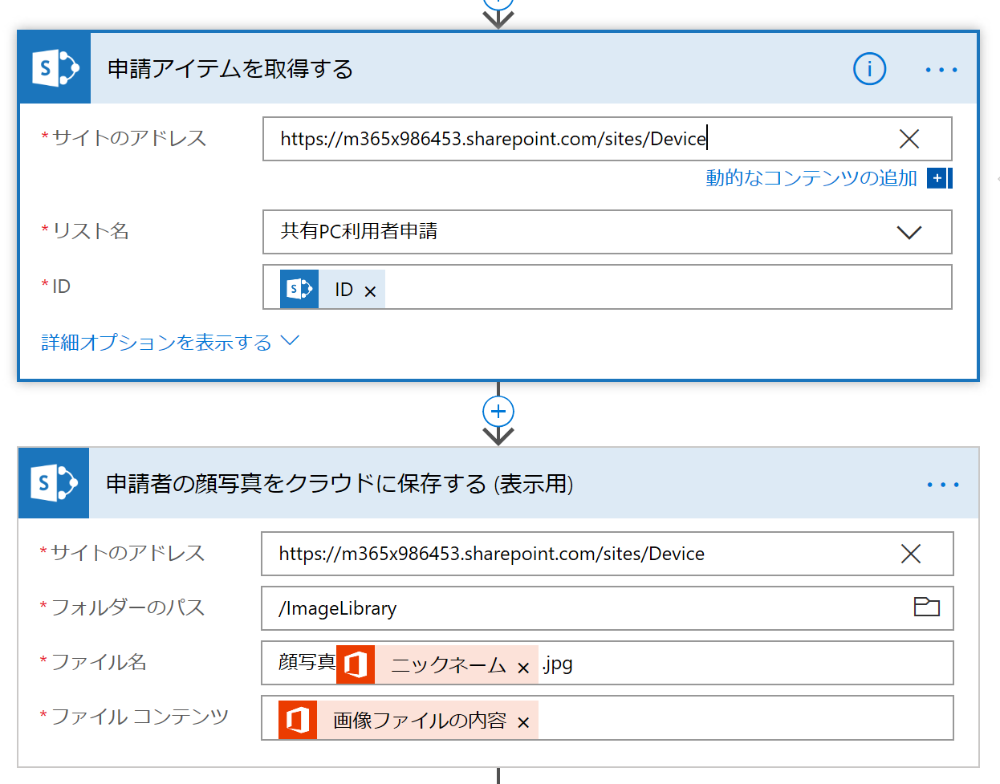 申請アイテムを取得する
* サイトのアドレス
https://m365x986453.sharepoint.com/sites/Device
動的なコンテンツの追加
* リスト名
共有PC利用者申請
* ID
ID ×
詳細オプションを表示する
申請者の顔写真をクラウドに保存する (表示用)
* サイトのアドレス
https://m365x986453.sharepoint.com/sites/Device
* フォルダーのパス
/ImageLibrary
* ファイル名
顔写真 ニックネーム × .jpg
* ファイル コンテンツ
画像ファイルの内容 ×